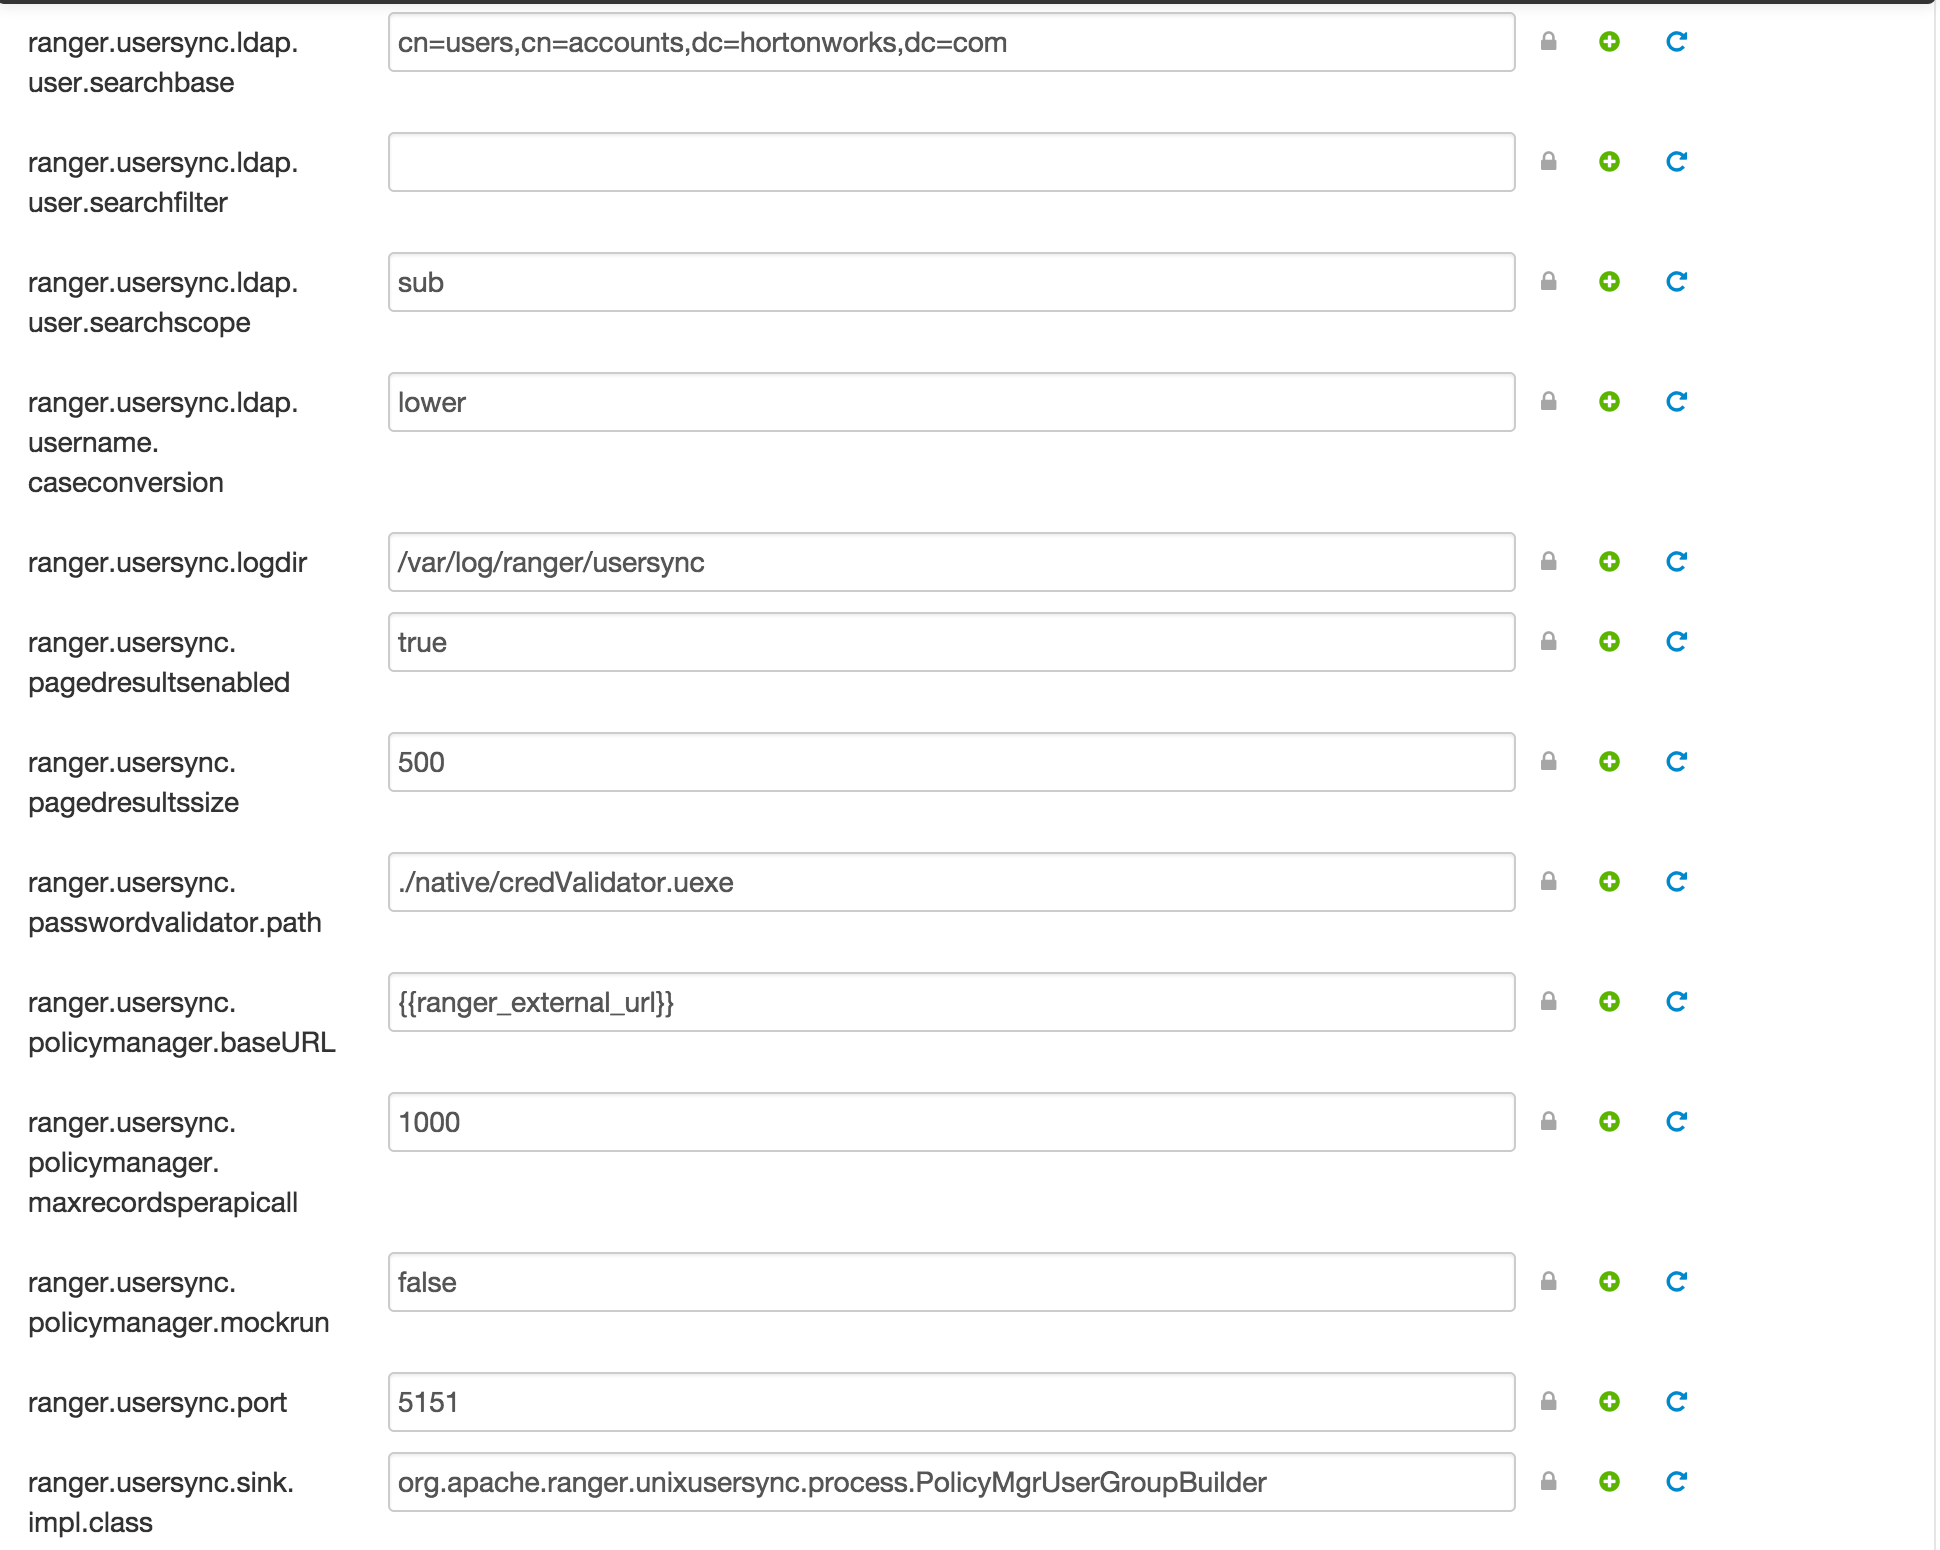 ranger.usersync.ldap.
user.searchbase
cn=users,cn=accounts,dc=hortonworks,dc=com
ranger.usersync.ldap.
user.searchfilter
ranger.usersync.ldap.
user.searchscope
sub
ranger.usersync.ldap.
username.
caseconversion
lower
ranger.usersync.logdir
/var/log/ranger/usersync
ranger.usersync.
pagedresultsenabled
true
ranger.usersync.
pagedresultssize
500
ranger.usersync.
passwordvalidator.path
./native/credValidator.uexe
ranger.usersync.
policymanager.baseURL
{{ranger_external_url}}
ranger.usersync.
policymanager.
maxrecordsperapicall
1000
ranger.usersync.
policymanager.mockrun
false
ranger.usersync.port
5151
ranger.usersync.sink.
impl.class
org.apache.ranger.unixusersync.process.PolicyMgrUserGroupBuilder